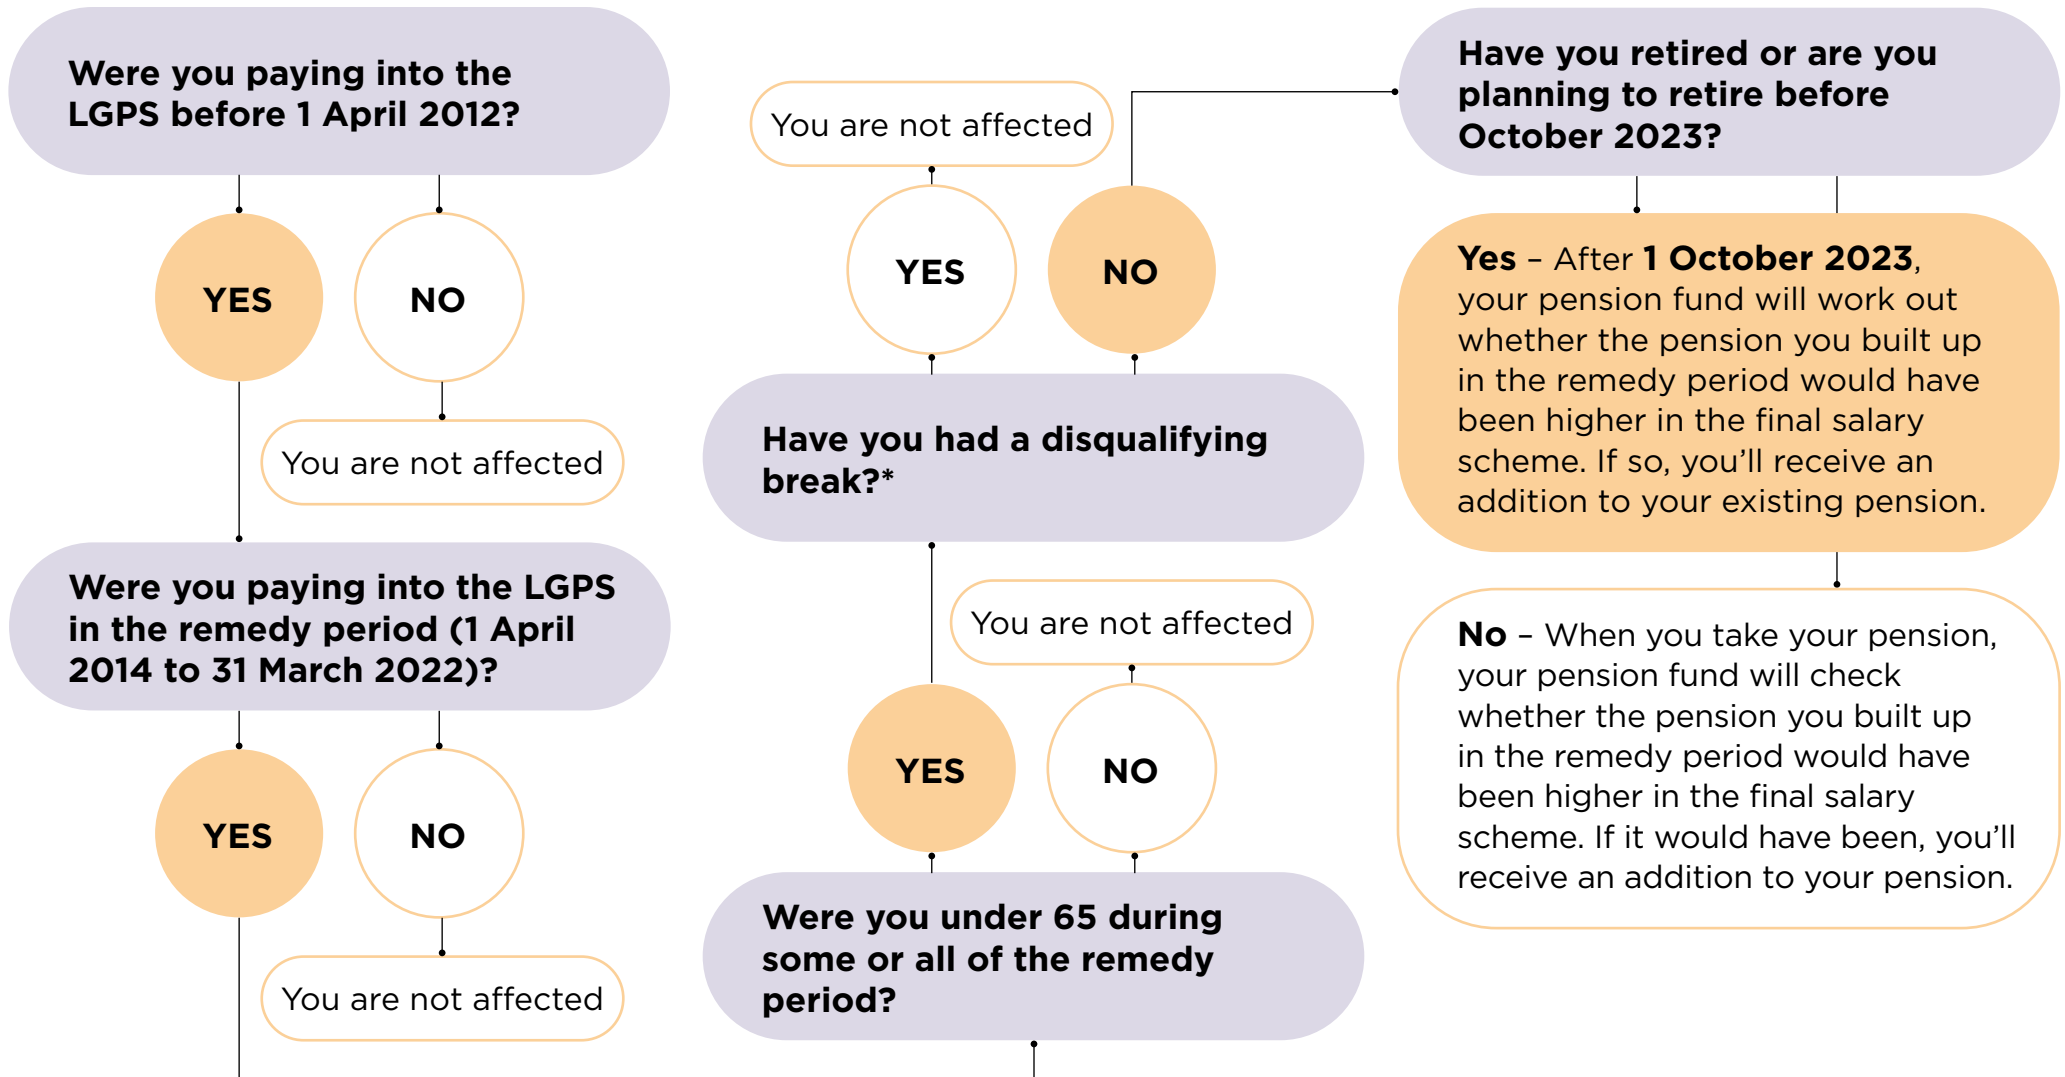 Were you paying into the
LGPS before 1 April 2012?
YES
NO
You are not affected
Were you paying into the LGPS
in the remedy period (1 April
2014 to 31 March 2022)?
YES
NO
You are not affected
You are not affected
YES
NO
Have you had a disqualifying
break?*
You are not affected
YES
NO
Were you under 65 during
some or all of the remedy
period?
Have you retired or are you
planning to retire before
October 2023?
Yes – After 1 October 2023,
your pension fund will work out
whether the pension you built up
in the remedy period would have
been higher in the final salary
scheme. If so, you’ll receive an
addition to your existing pension.
No – When you take your pension,
your pension fund will check
whether the pension you built up
in the remedy period would have
been higher in the final salary
scheme. If it would have been, you’ll
receive an addition to your pension.